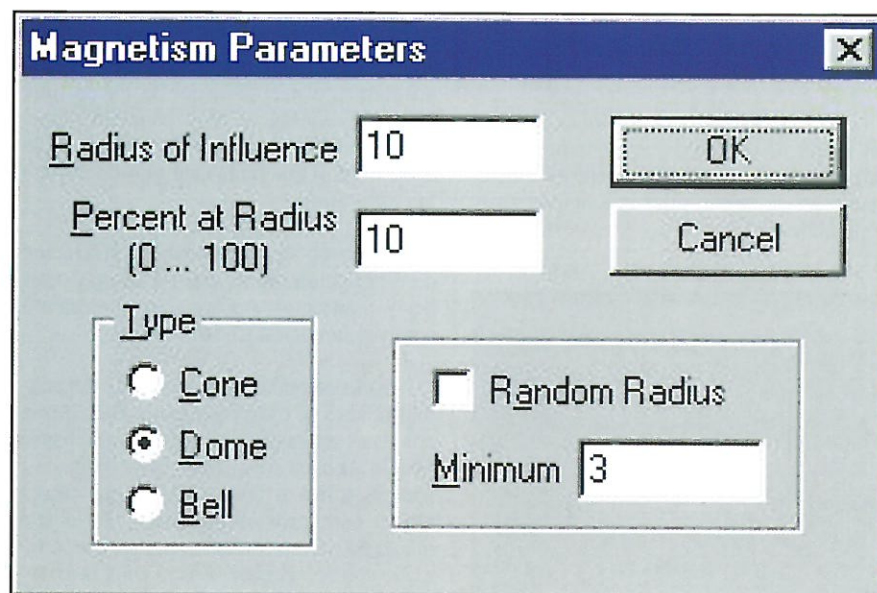 Magnetism Parameters
Radius of Influence 10
OK
Percent at Radius
(0 ... 100) 10
Cancel
Type
Cone
Dome
Bell
Random Radius
Minimum 3